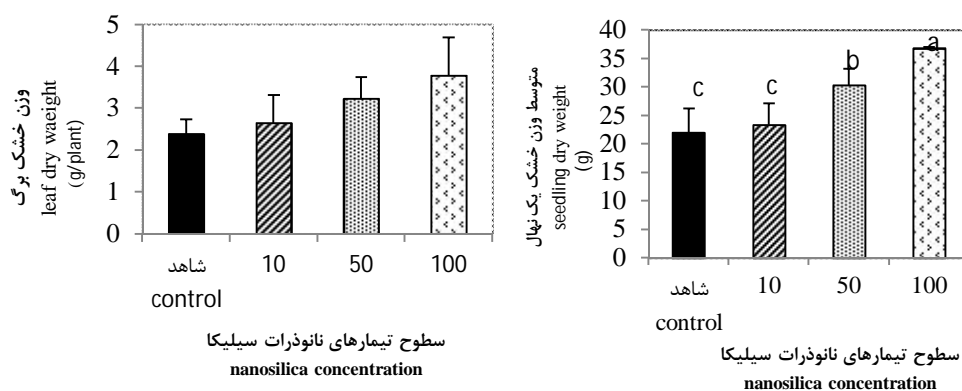 5
4
3
2
1
0
وزن خشک برگ
leaf dry waeight
(g/plant)
شاهد 10 50 100
control
سطوح تیمارهای نانوذرات سیلیکا
nanosilica concentration
40
35
30
25
20
15
10
5
0
متوسط وزن خشک یک نهال
seedling dry weight
(g)
c c b a
شاهد 10 50 100
control
سطوح تیمارهای نانوذرات سیلیکا
nanosilica concentration